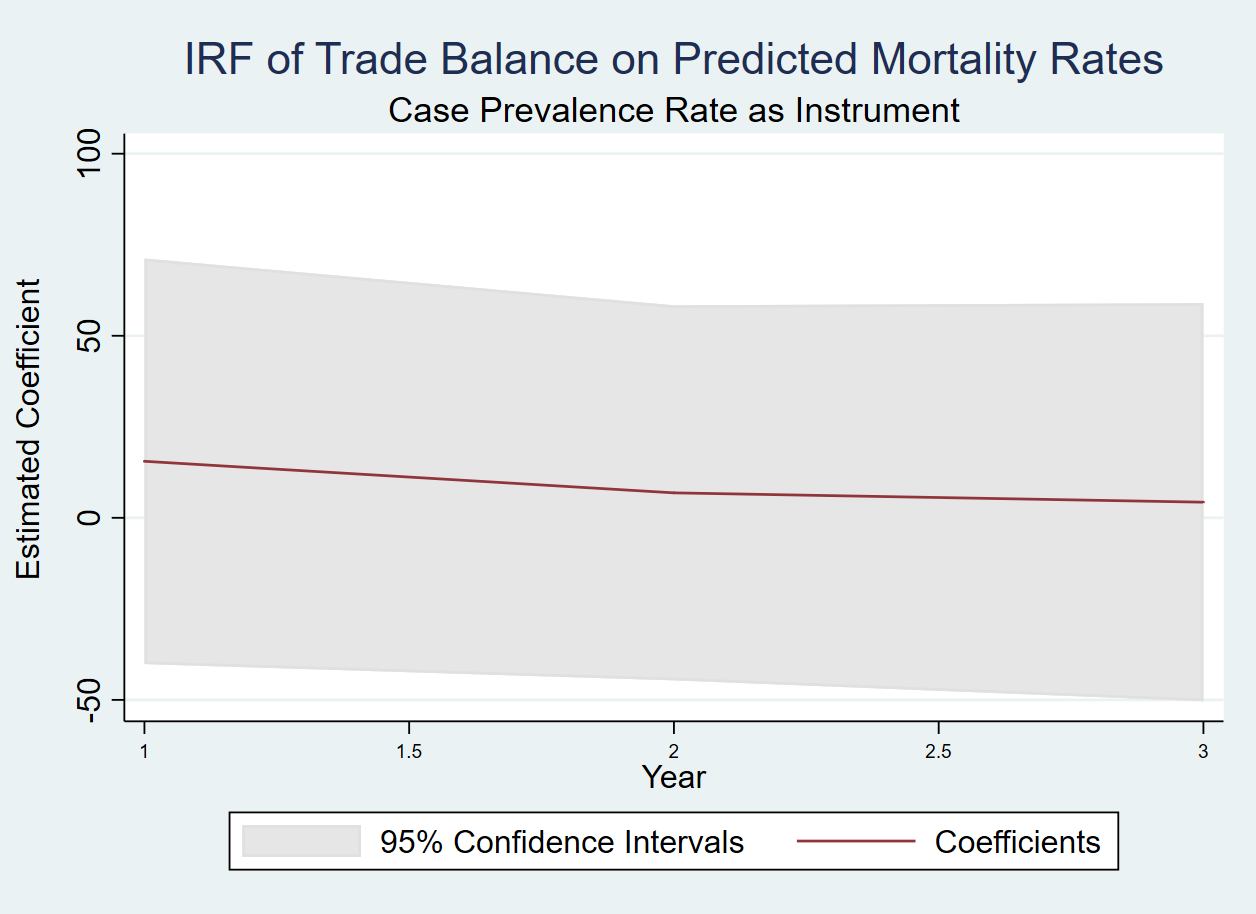 IRF of Trade Balance on Predicted Mortality Rates
Case Prevalence Rate as Instrument
Estimated Coefficient
100
50
0
-50
1 1.5 2 2.5 3
Year
95% Confidence Intervals Coefficients